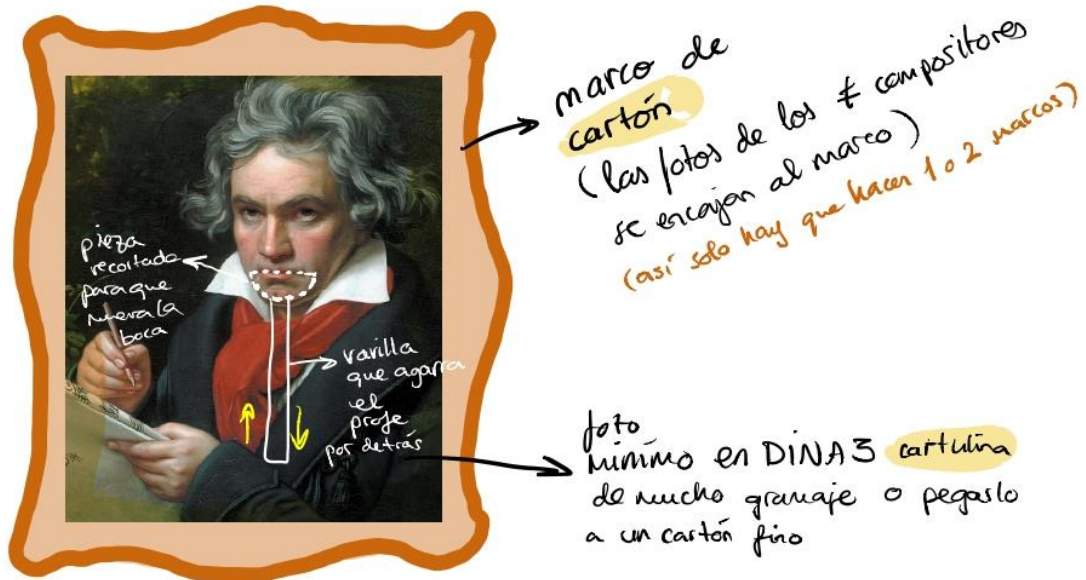 marco de
cartón
(las fotos de los ≠ compositores
se encajan al marco)
(así solo hay que hacer 1 o 2 marcos)
pieza
recortada
para que
mueva la
boca
varilla
que agarra
el
profe
por detrás
foto
mínimo en DINA3 cartulina
de mucho gramaje o pegarlo
a un cartón fino